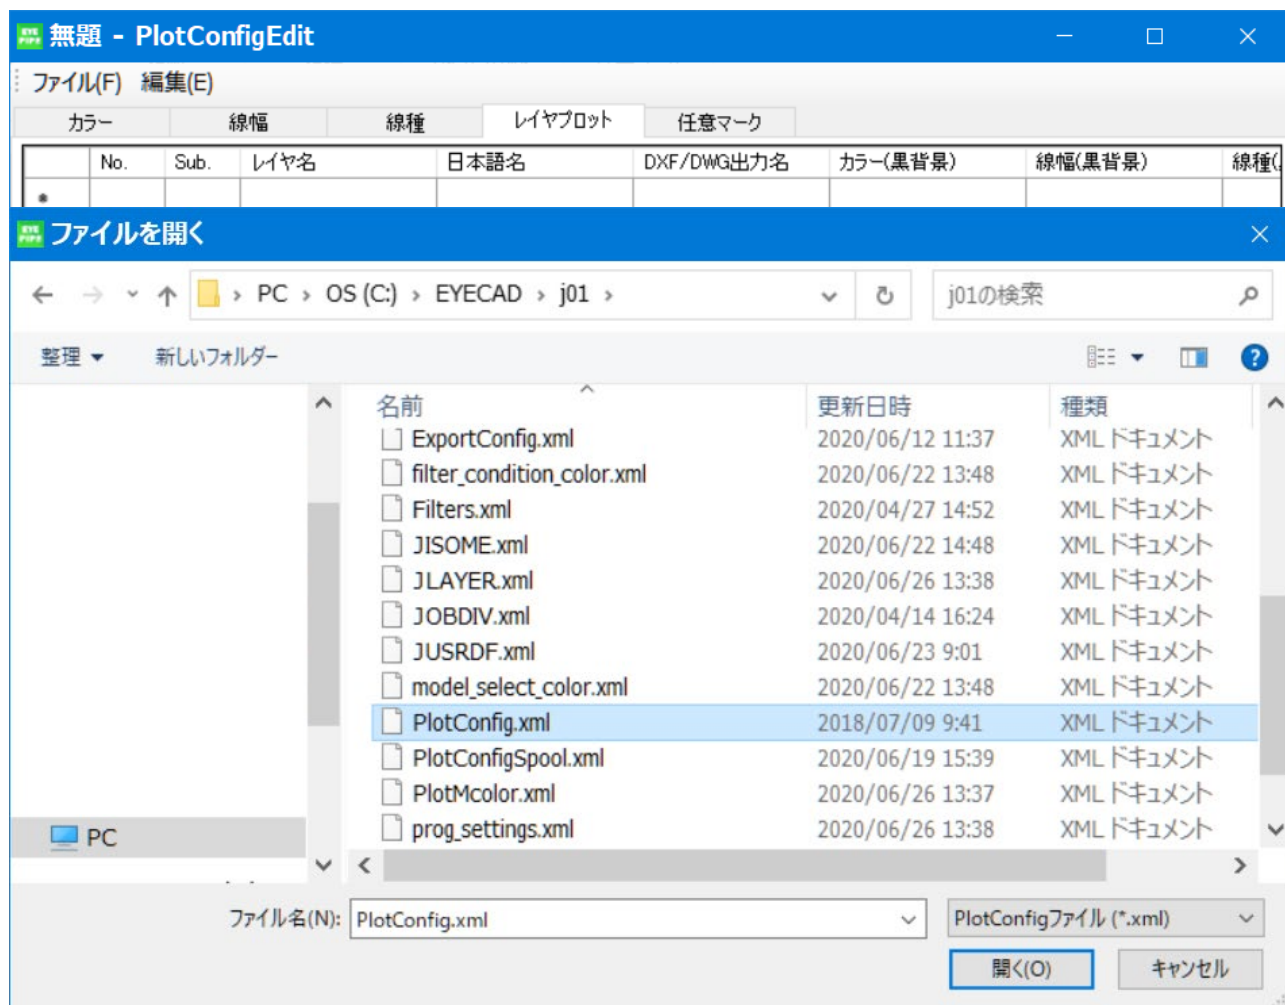 無題 - PlotConfigEdit
ファイル(F) 編集(E)
カラー 線幅 線種 レイヤプロット 任意マーク
No. Sub. レイヤ名 日本語名 DXF/DWG出力名 カラー(黒背景) 線幅(黒背景) 線種(
*
ファイルを開く
PC › OS (C:) › EYECAD › j01 › j01の検索
整理 新しいフォルダー
名前 更新日時 種類
ExportConfig.xml 2020/06/12 11:37 XML ドキュメント
filter_condition_color.xml 2020/06/22 13:48 XML ドキュメント
Filters.xml 2020/04/27 14:52 XML ドキュメント
JISOME.xml 2020/06/22 14:48 XML ドキュメント
JLAYER.xml 2020/06/26 13:38 XML ドキュメント
JOBDIV.xml 2020/04/14 16:24 XML ドキュメント
JUSRDF.xml 2020/06/23 9:01 XML ドキュメント
model_select_color.xml 2020/06/22 13:48 XML ドキュメント
PlotConfig.xml 2018/07/09 9:41 XML ドキュメント
PlotConfigSpool.xml 2020/06/19 15:39 XML ドキュメント
PlotMcolor.xml 2020/06/26 13:37 XML ドキュメント
prog_settings.xml 2020/06/26 13:38 XML ドキュメント
PC
ファイル名(N): PlotConfig.xml PlotConfigファイル (*.xml)
開く(O) キャンセル